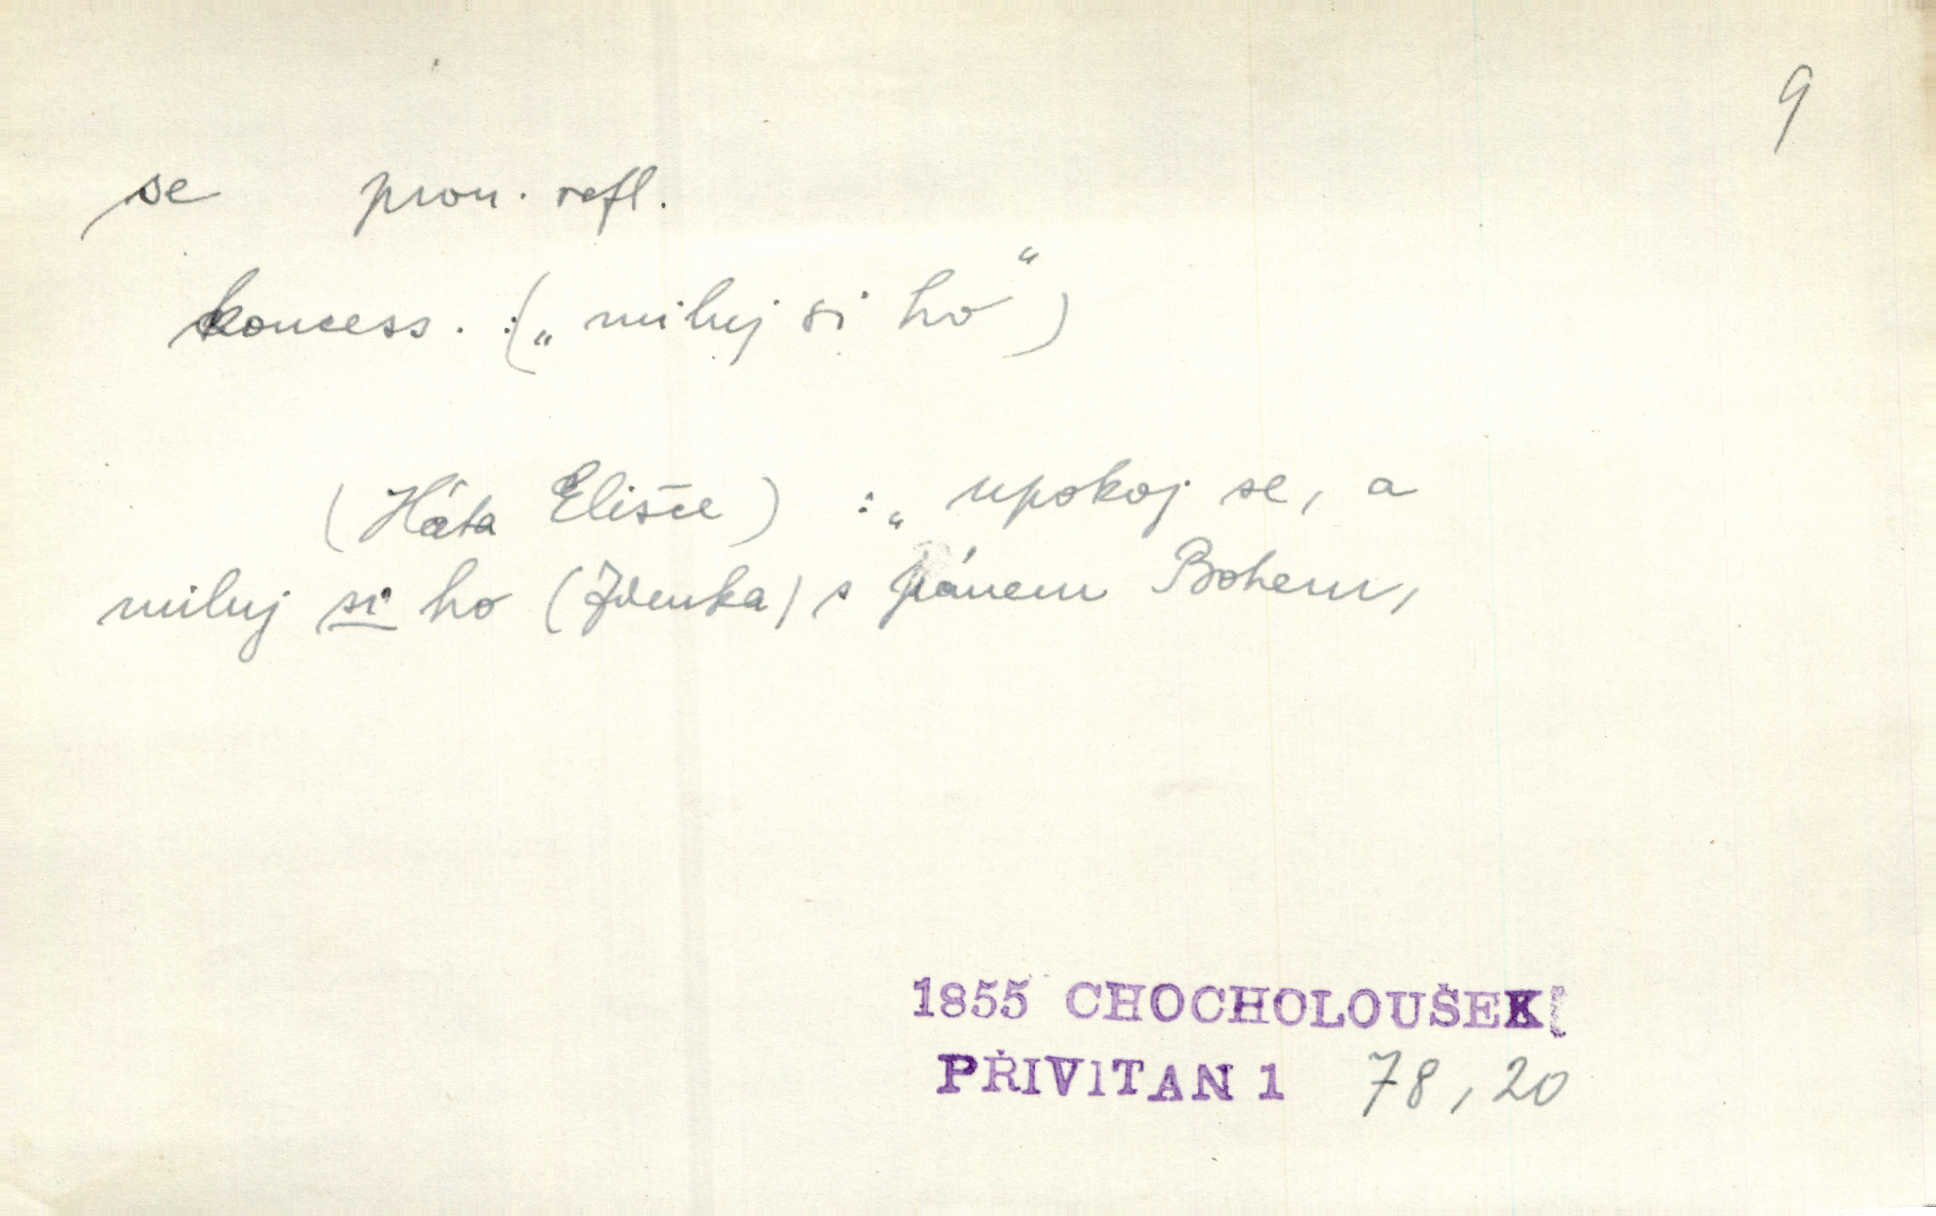 9
se pron. refl.
koncess. : („ miluj si ho “)
(Háta Elišce) : „ upokoj se, a
miluj si ho (Zdenka) s pánem Bohem,
1855 CHOCHOLOUŠEK
PŘIVITAN 1 78, 20